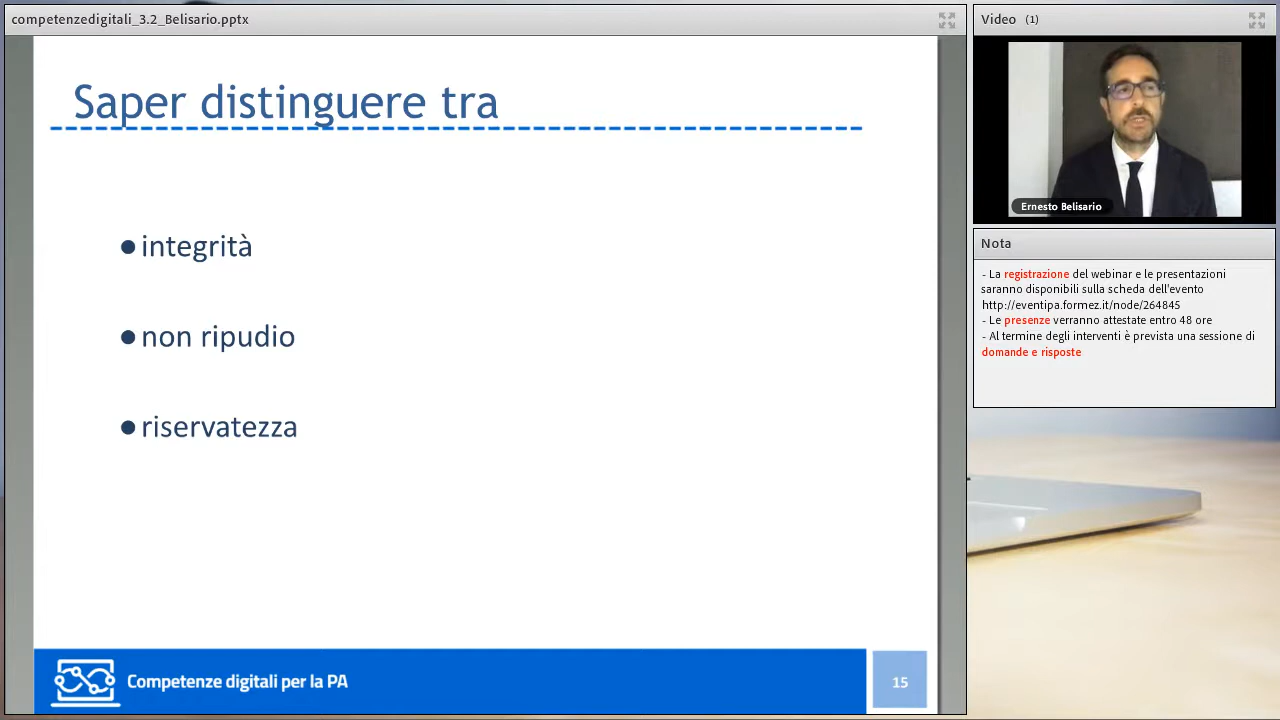 competenzedigitali_3.2_Belisario.pptx
Saper distinguere tra
●integrità
●non ripudio
●riservatezza
Competenze digitali per la PA
15
Video (1)
Ernesto Belisario
Nota
- La registrazione del webinar e le presentazioni
saranno disponibili sulla scheda dell'evento
http://eventipa.formez.it/node/264845
- Le presenze verranno attestate entro 48 ore
- Al termine degli interventi è prevista una sessione di
domande e risposte